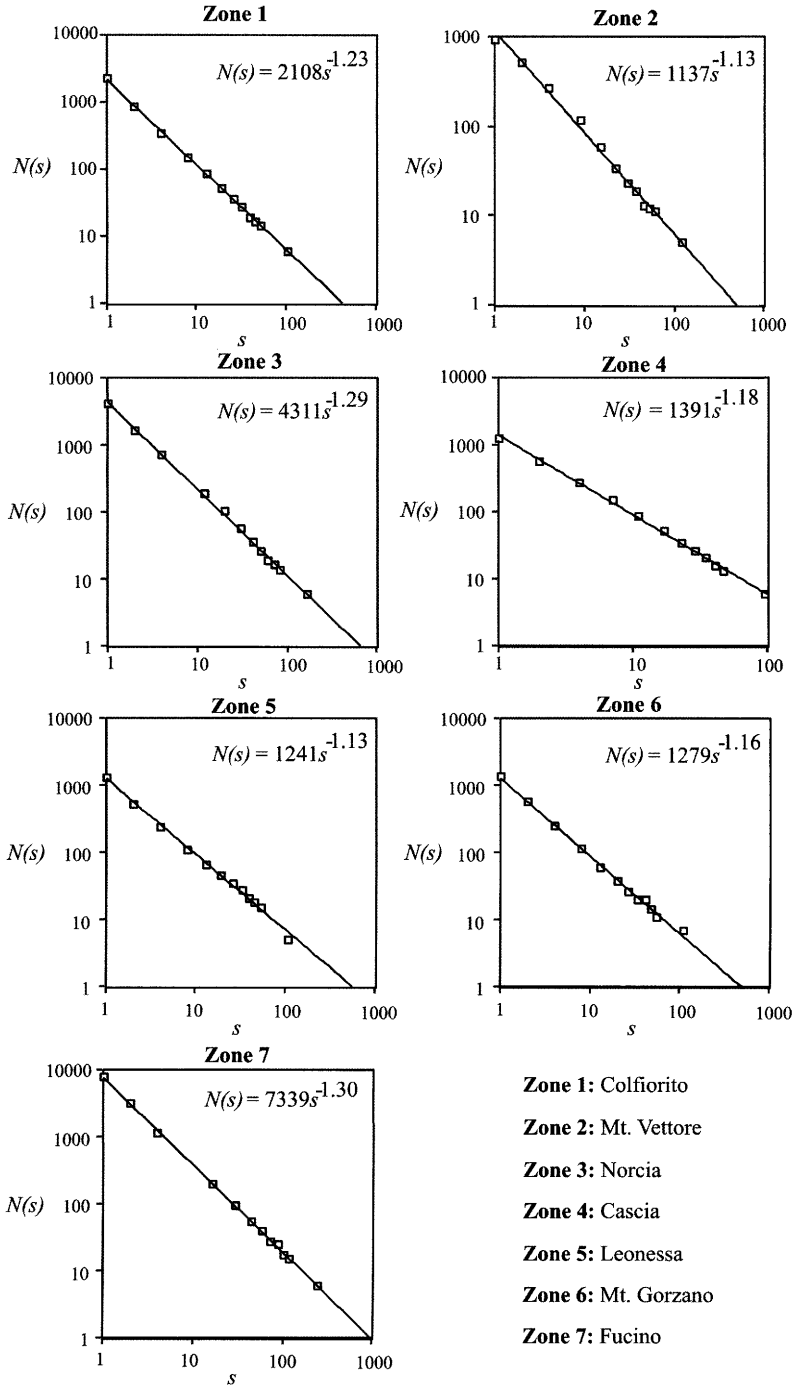 Zone 1
10000
1000
100
10
1
N(s)
N(s) = 2108s^-1.23
1 10 100 1000
s
Zone 2
1000
100
10
1
N(s)
N(s) = 1137s^-1.13
1 10 100 1000
s
Zone 3
10000
1000
100
10
1
N(s)
N(s) = 4311s^-1.29
1 10 100 1000
s
Zone 4
10000
1000
100
10
1
N(s)
N(s) = 1391s^-1.18
1 10 100
s
Zone 5
10000
1000
100
10
1
N(s)
N(s) = 1241s^-1.13
1 10 100 1000
s
Zone 6
10000
1000
100
10
1
N(s)
N(s) = 1279s^-1.16
1 10 100 1000
s
Zone 7
10000
1000
100
10
1
N(s)
N(s) = 7339s^-1.30
1 10 100 1000
s
Zone 1: Colfiorito
Zone 2: Mt. Vettore
Zone 3: Norcia
Zone 4: Cascia
Zone 5: Leonessa
Zone 6: Mt. Gorzano
Zone 7: Fucino